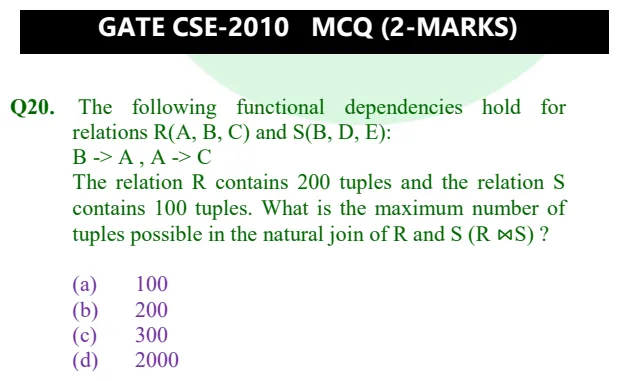 GATE CSE-2010 MCQ (2-MARKS)
Q20. The following functional dependencies hold for
relations R(A, B, C) and S(B, D, E):
B -> A , A -> C
The relation R contains 200 tuples and the relation S
contains 100 tuples. What is the maximum number of
tuples possible in the natural join of R and S (R ⋈S) ?
(a) 100
(b) 200
(c) 300
(d) 2000